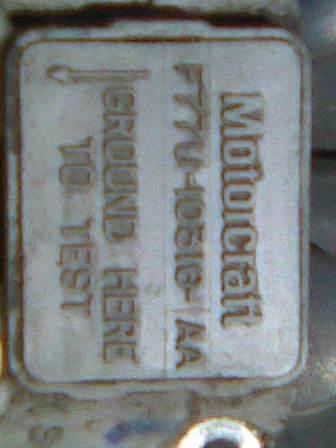 Motorcraft
F77U-10316-AA
GROUND HERE
TO TEST